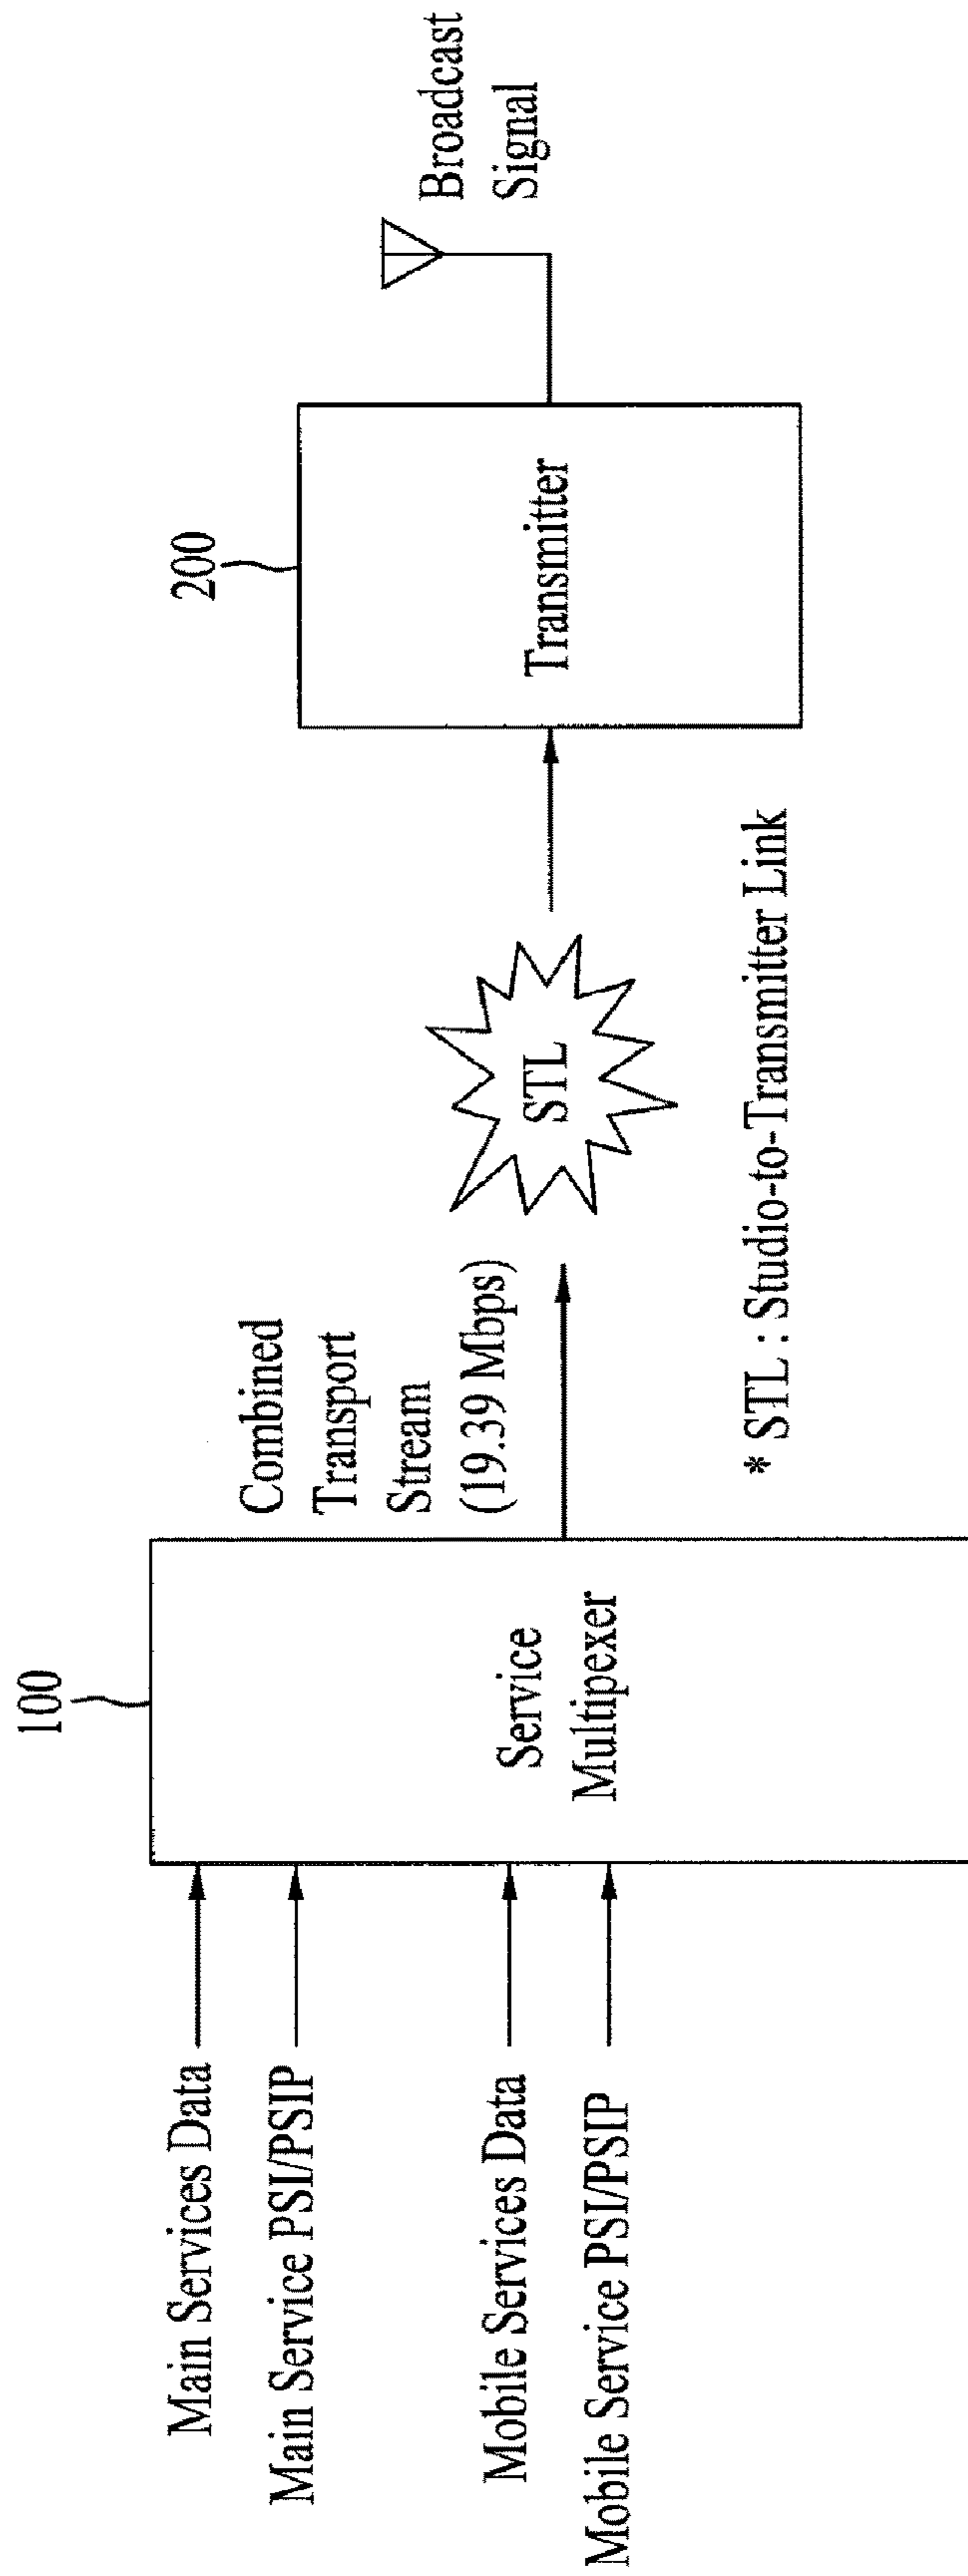 100
Main Services Data
Main Service PSI/PSIP
Mobile Services Data
Mobile Service PSI/PSIP
Service
Multipexer
Combined
Transport
Stream
(19.39 Mbps)
STL
* STL : Studio-to-Transmitter Link
200
Transmitter
Broadcast
Signal